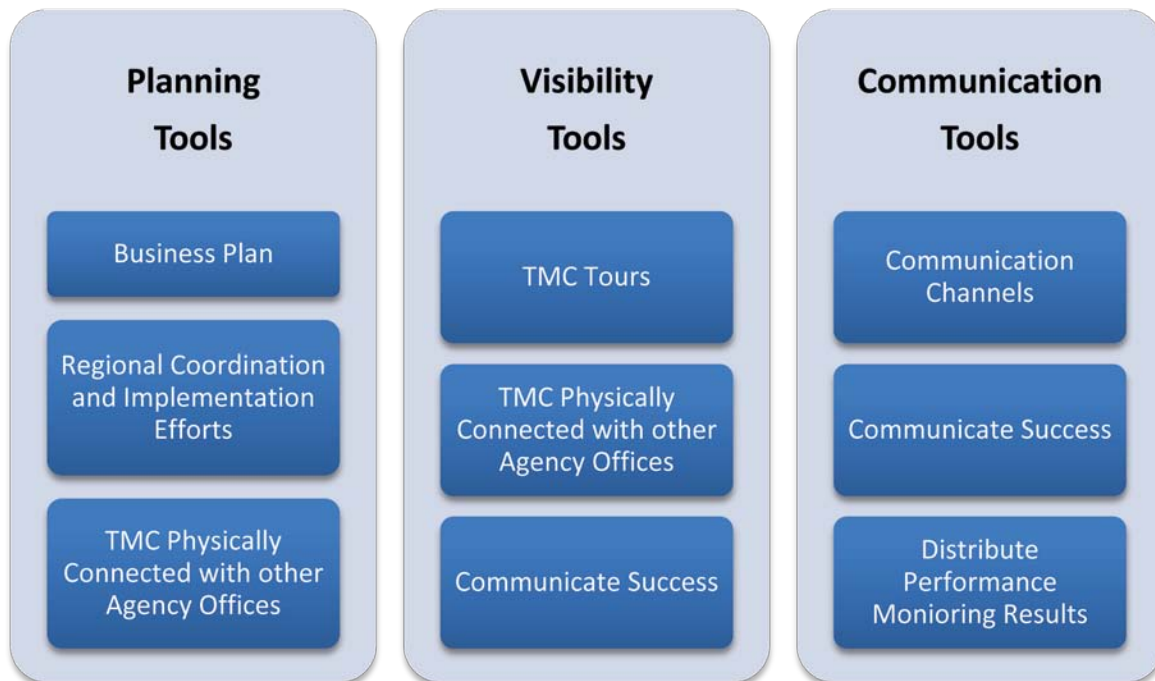 Planning
Tools
Business Plan
Regional Coordination
and Implementation
Efforts
TMC Physically
Connected with other
Agency Offices
Visibility
Tools
TMC Tours
TMC Physically
Connected with other
Agency Offices
Communicate Success
Communication
Tools
Communication
Channels
Communicate Success
Distribute
Performance
Monioring Results